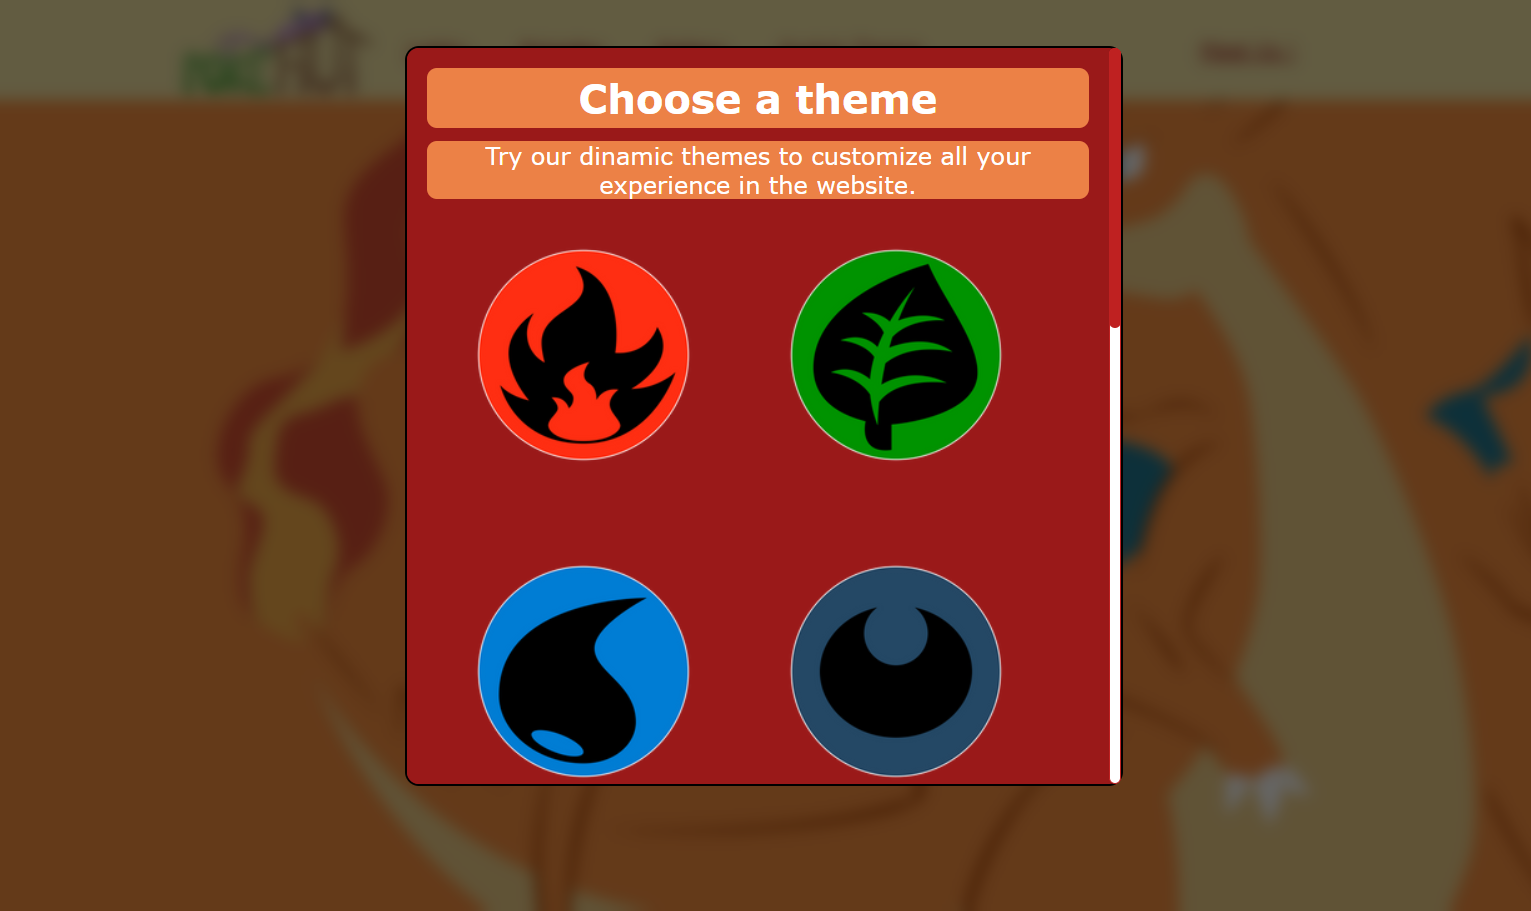 Choose a theme
Try our dinamic themes to customize all your
experience in the website.